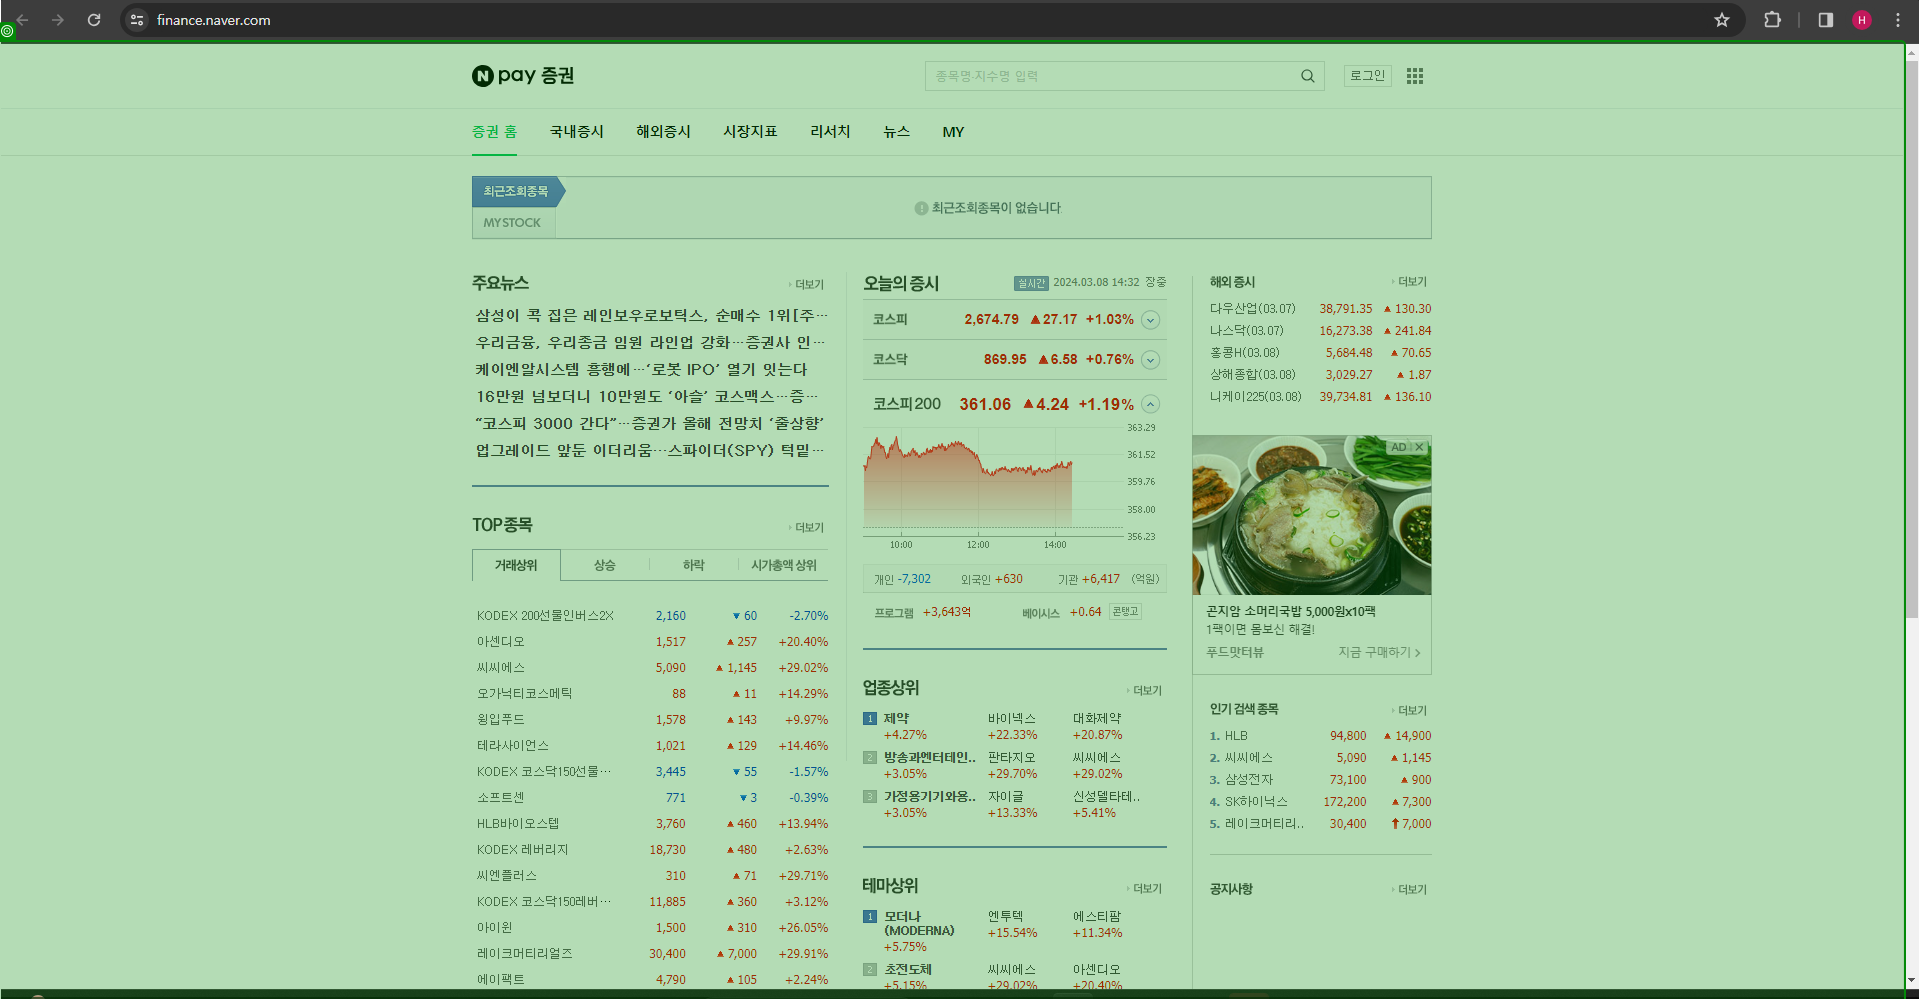 finance.naver.com
H
N pay 증권
종목명·지수명 입력
로그인
증권 홈
국내증시
해외증시
시장지표
리서치
뉴스
MY
최근조회종목
MY STOCK
최근조회종목이 없습니다
주요뉴스
더보기
삼성이 콕 집은 레인보우로보틱스, 순매수 1위[주…
우리금융, 우리종금 임원 라인업 강화…증권사 인…
케이엔알시스템 흥행에…‘로봇 IPO’ 열기 잇는다
16만원 넘보더니 10만원도 ‘아슬’ 코스맥스…증…
“코스피 3000 간다”…증권가 올해 전망치 ‘줄상향’
업그레이드 앞둔 이더리움…스파이더(SPY) 턱밑…
TOP 종목
더보기
거래상위 상승 하락 시가총액 상위
KODEX 200선물인버스2X 2,160 ▼ 60 -2.70%
아센디오 1,517 ▲ 257 +20.40%
씨씨에스 5,090 ▲ 1,145 +29.02%
오가닉티코스메틱 88 ▲ 11 +14.29%
윙입푸드 1,578 ▲ 143 +9.97%
테라사이언스 1,021 ▲ 129 +14.46%
KODEX 코스닥150선물… 3,445 ▼ 55 -1.57%
소프트센 771 ▼ 3 -0.39%
HLB바이오스텝 3,760 ▲ 460 +13.94%
KODEX 레버리지 18,730 ▲ 480 +2.63%
씨엔플러스 310 ▲ 71 +29.71%
KODEX 코스닥150레버… 11,885 ▲ 360 +3.12%
아이윈 1,500 ▲ 310 +26.05%
레이크머티리얼즈 30,400 ▲ 7,000 +29.91%
에이팩트 4,790 ▲ 105 +2.24%
오늘의 증시
실시간 2024.03.08 14:32 장중
코스피 2,674.79 ▲ 27.17 +1.03%
코스닥 869.95 ▲ 6.58 +0.76%
코스피200 361.06 ▲ 4.24 +1.19%
363.29
361.52
359.76
358.00
356.23
10:00 12:00 14:00
개인 -7,302 외국인 +630 기관 +6,417 (억원)
프로그램 +3,643억 베이시스 +0.64 콘탱고
업종상위
더보기
1 제약 바이넥스 대화제약
+4.27% +22.33% +20.87%
2 방송과엔터테인.. 판타지오 씨씨에스
+3.05% +29.70% +29.02%
3 가정용기기와용.. 자이글 신성델타테..
+3.05% +13.33% +5.41%
테마상위
더보기
1 모더나 엔투텍 에스티팜
(MODERNA) +15.54% +11.34%
+5.75%
2 초전도체 씨씨에스 아센디오
+5.15% +29.02% +20.40%
해외 증시
더보기
다우산업(03.07) 38,791.35 ▲ 130.30
나스닥(03.07) 16,273.38 ▲ 241.84
홍콩H(03.08) 5,684.48 ▲ 70.65
상해종합(03.08) 3,029.27 ▲ 1.87
니케이225(03.08) 39,734.81 ▲ 136.10
AD
곤지암 소머리국밥 5,000원x10팩
1팩이면 몸보신 해결!
푸드맛터뷰
지금 구매하기
인기 검색 종목
더보기
1. HLB 94,800 ▲ 14,900
2. 씨씨에스 5,090 ▲ 1,145
3. 삼성전자 73,100 ▲ 900
4. SK하이닉스 172,200 ▲ 7,300
5. 레이크머티리.. 30,400 ↑ 7,000
공지사항
더보기